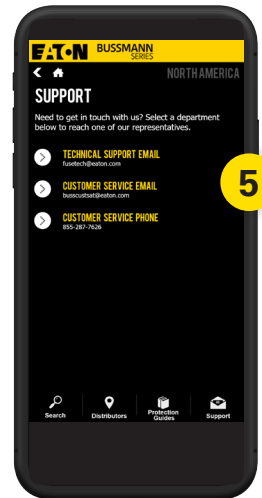 EATON BUSSMANN
SERIES
NORTH AMERICA
SUPPORT
Need to get in touch with us? Select a department
below to reach one of our representatives.
TECHNICAL SUPPORT EMAIL
fusetech@eaton.com
5
CUSTOMER SERVICE EMAIL
busscustsat@eaton.com
CUSTOMER SERVICE PHONE
855-287-7626
Search
Distributors
Protection
Guides
Support